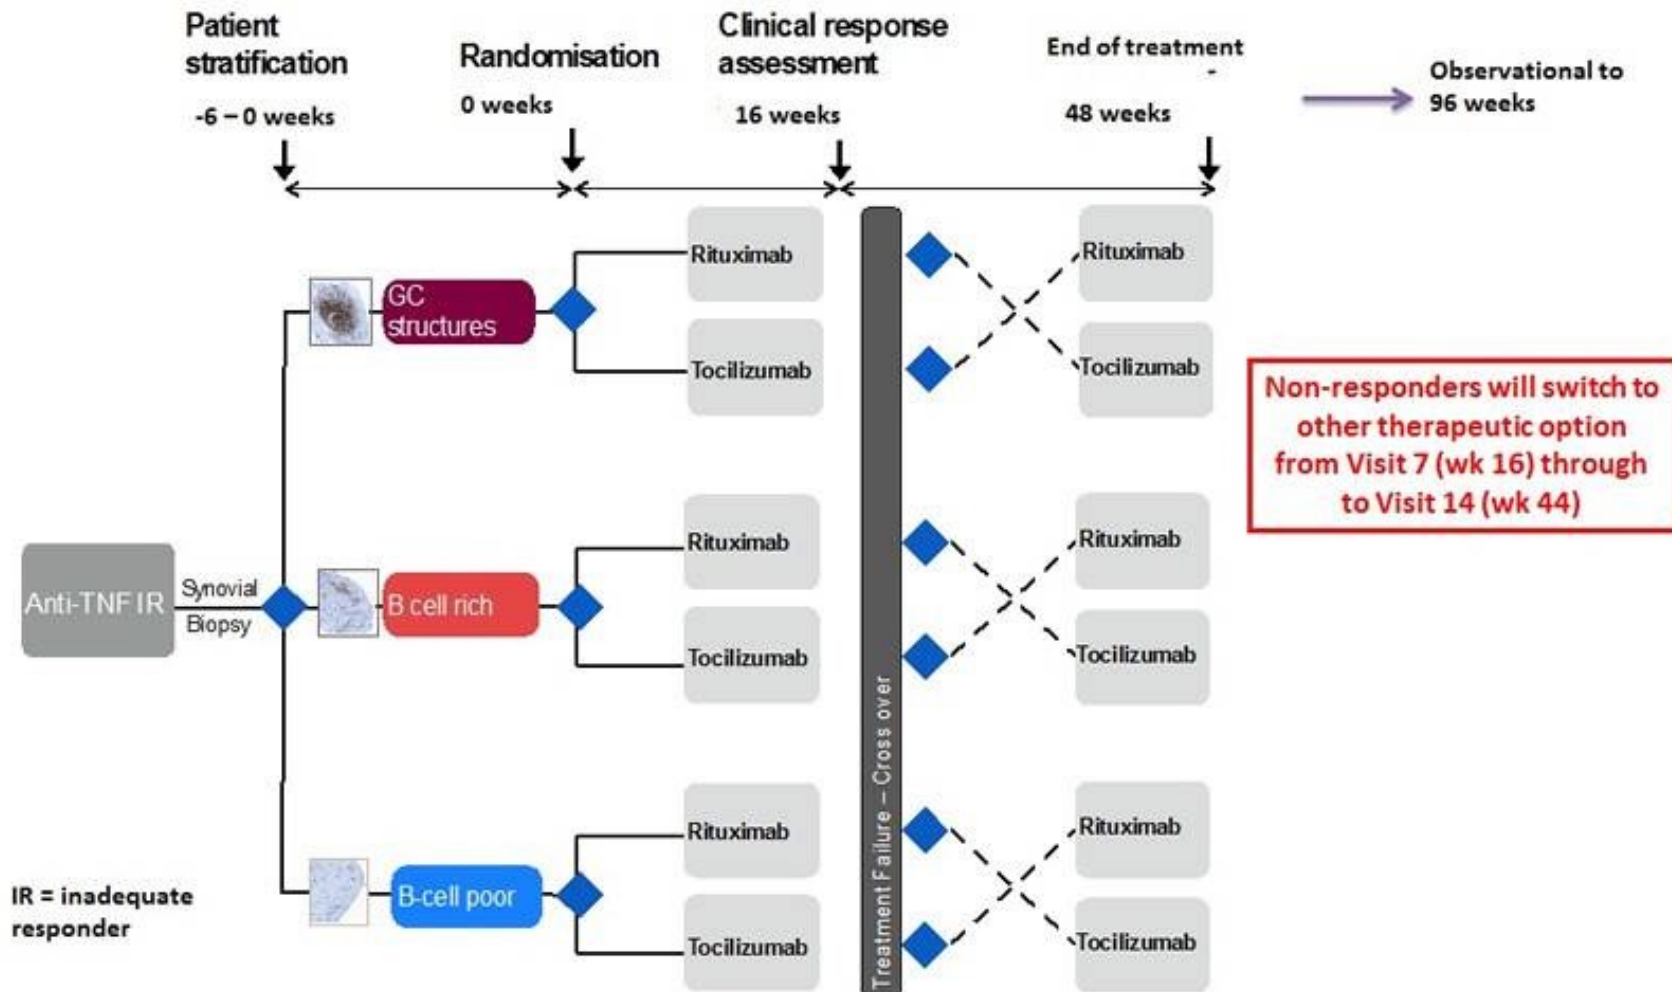 Patient
stratification
-6 – 0 weeks
Randomisation
0 weeks
Clinical response
assessment
16 weeks
End of treatment
-
48 weeks
Observational to
96 weeks
GC
structures
Rituximab
Tocilizumab
Rituximab
Tocilizumab
Non-responders will switch to
other therapeutic option
from Visit 7 (wk 16) through
to Visit 14 (wk 44)
Anti-TNF IR
Synovial
Biopsy
B cell rich
Rituximab
Tocilizumab
Rituximab
Tocilizumab
Treatment Failure – Cross over
B-cell poor
Rituximab
Tocilizumab
Rituximab
Tocilizumab
IR = inadequate
responder